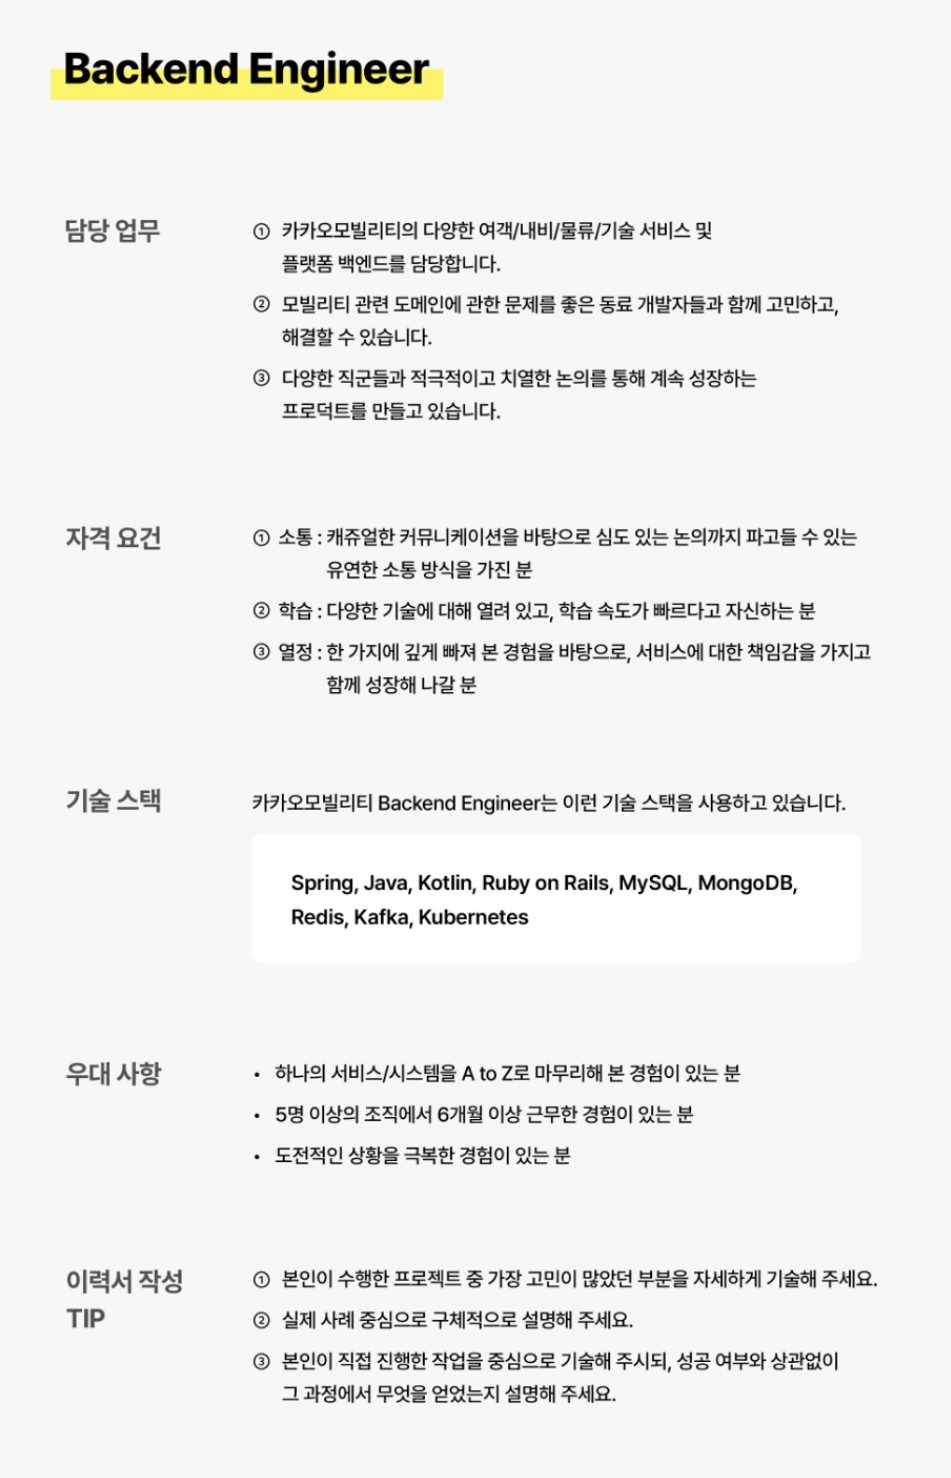 Backend Engineer
담당 업무
① 카카오모빌리티의 다양한 여객/내비/물류/기술 서비스 및
플랫폼 백엔드를 담당합니다.
② 모빌리티 관련 도메인에 관한 문제를 좋은 동료 개발자들과 함께 고민하고,
해결할 수 있습니다.
③ 다양한 직군들과 적극적이고 치열한 논의를 통해 계속 성장하는
프로덕트를 만들고 있습니다.
자격 요건
① 소통 : 캐쥬얼한 커뮤니케이션을 바탕으로 심도 있는 논의까지 파고들 수 있는
유연한 소통 방식을 가진 분
② 학습 : 다양한 기술에 대해 열려 있고, 학습 속도가 빠르다고 자신하는 분
③ 열정 : 한 가지에 깊게 빠져 본 경험을 바탕으로, 서비스에 대한 책임감을 가지고
함께 성장해 나갈 분
기술 스택
카카오모빌리티 Backend Engineer는 이런 기술 스택을 사용하고 있습니다.
Spring, Java, Kotlin, Ruby on Rails, MySQL, MongoDB,
Redis, Kafka, Kubernetes
우대 사항
• 하나의 서비스/시스템을 A to Z로 마무리해 본 경험이 있는 분
• 5명 이상의 조직에서 6개월 이상 근무한 경험이 있는 분
• 도전적인 상황을 극복한 경험이 있는 분
이력서 작성
TIP
① 본인이 수행한 프로젝트 중 가장 고민이 많았던 부분을 자세하게 기술해 주세요.
② 실제 사례 중심으로 구체적으로 설명해 주세요.
③ 본인이 직접 진행한 작업을 중심으로 기술해 주시되, 성공 여부와 상관없이
그 과정에서 무엇을 얻었는지 설명해 주세요.